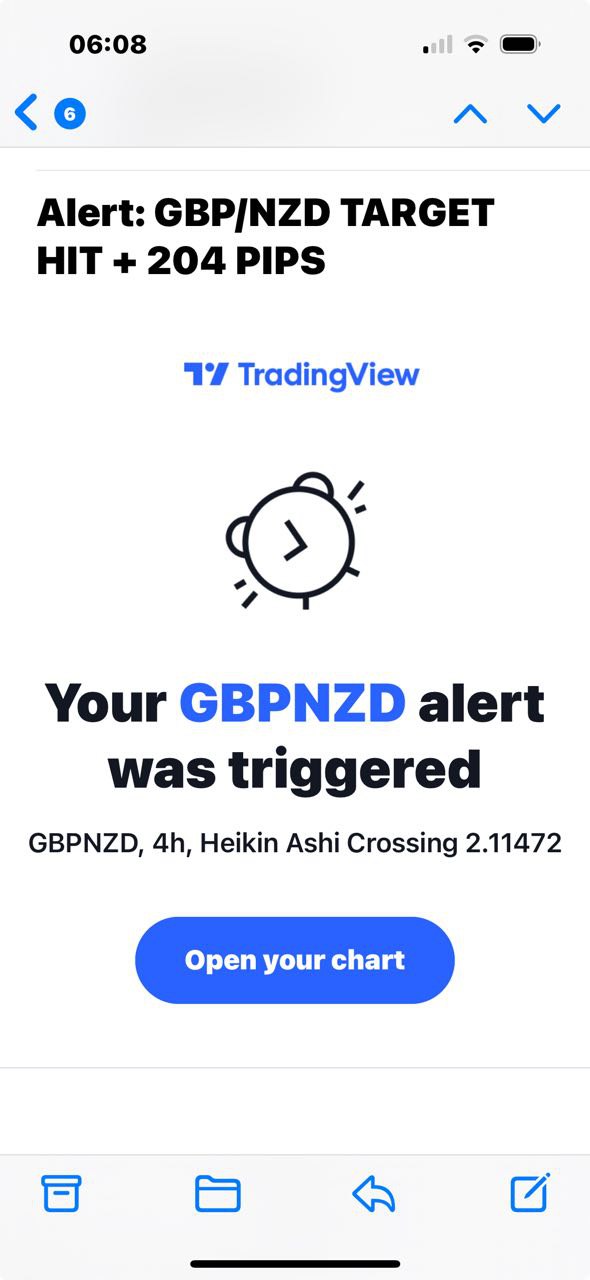 06:08
6
Alert: GBP/NZD TARGET
HIT + 204 PIPS
TradingView
Your GBPNZD alert
was triggered
GBPNZD, 4h, Heikin Ashi Crossing 2.11472
Open your chart